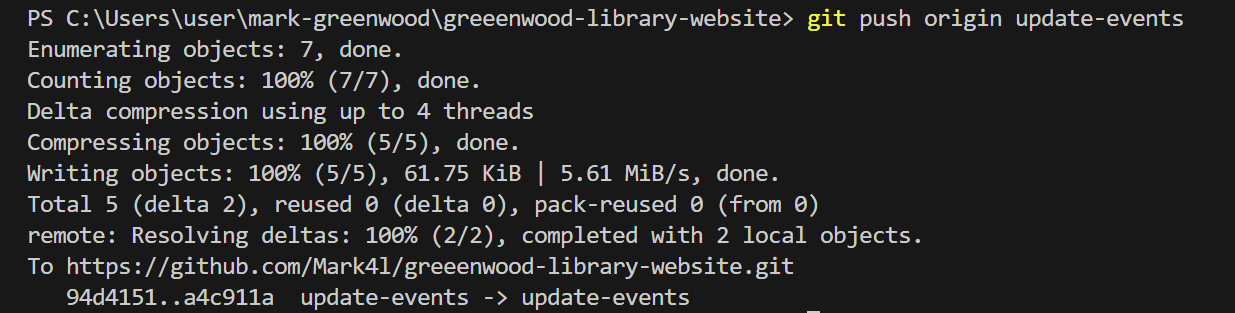 PS C:\Users\user\mark-greenwood\greeenwood-library-website> git push origin update-events
Enumerating objects: 7, done.
Counting objects: 100% (7/7), done.
Delta compression using up to 4 threads
Compressing objects: 100% (5/5), done.
Writing objects: 100% (5/5), 61.75 KiB | 5.61 MiB/s, done.
Total 5 (delta 2), reused 0 (delta 0), pack-reused 0 (from 0)
remote: Resolving deltas: 100% (2/2), completed with 2 local objects.
To https://github.com/Mark4l/greeenwood-library-website.git
   94d4151..a4c911a  update-events -> update-events